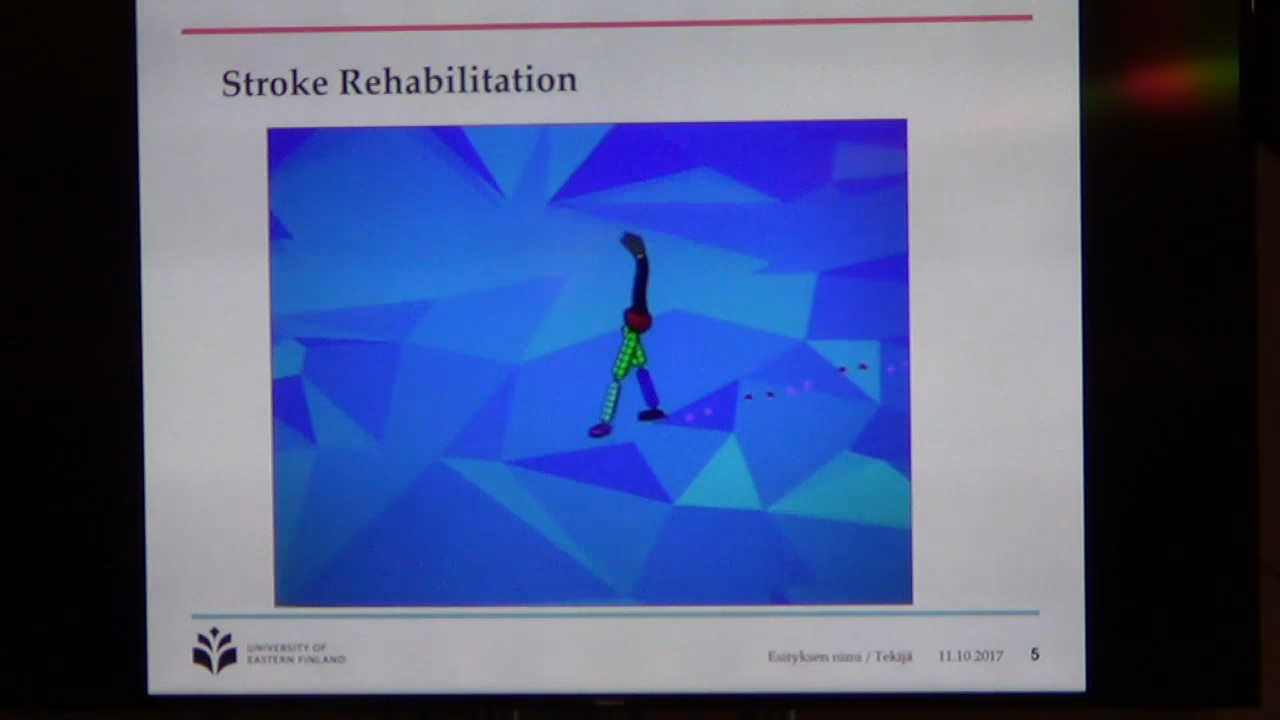 Stroke Rehabilitation
UNIVERSITY OF
EASTERN FINLAND
Esityksen nimi / Tekijä 11.10.2017 5